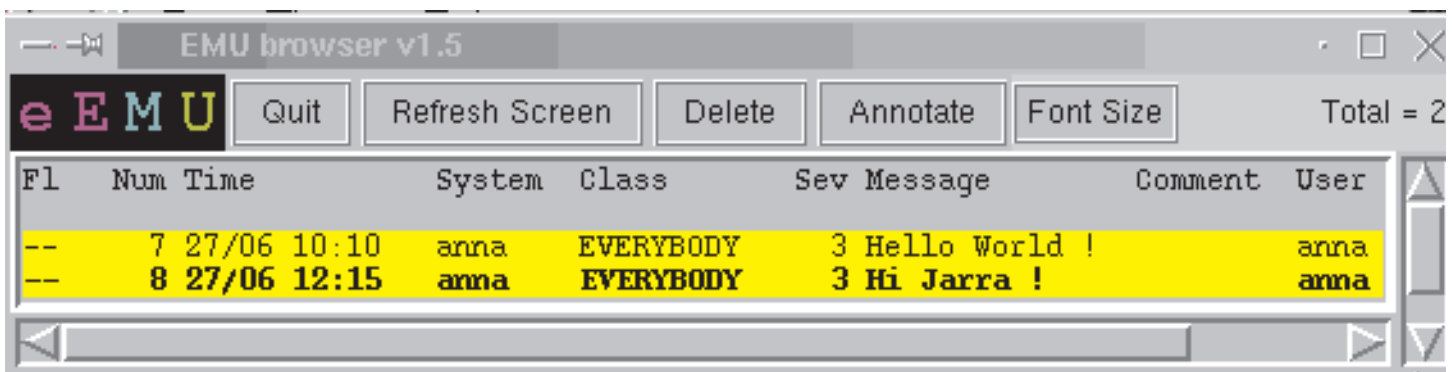 EMU browser v1.5
eEMU Quit Refresh Screen Delete Annotate Font Size Total = 2
Fl Num Time System Class Sev Message Comment User
-- 7 27/06 10:10 anna EVERYBODY 3 Hello World ! anna
-- 8 27/06 12:15 anna EVERYBODY 3 Hi Jarra ! anna